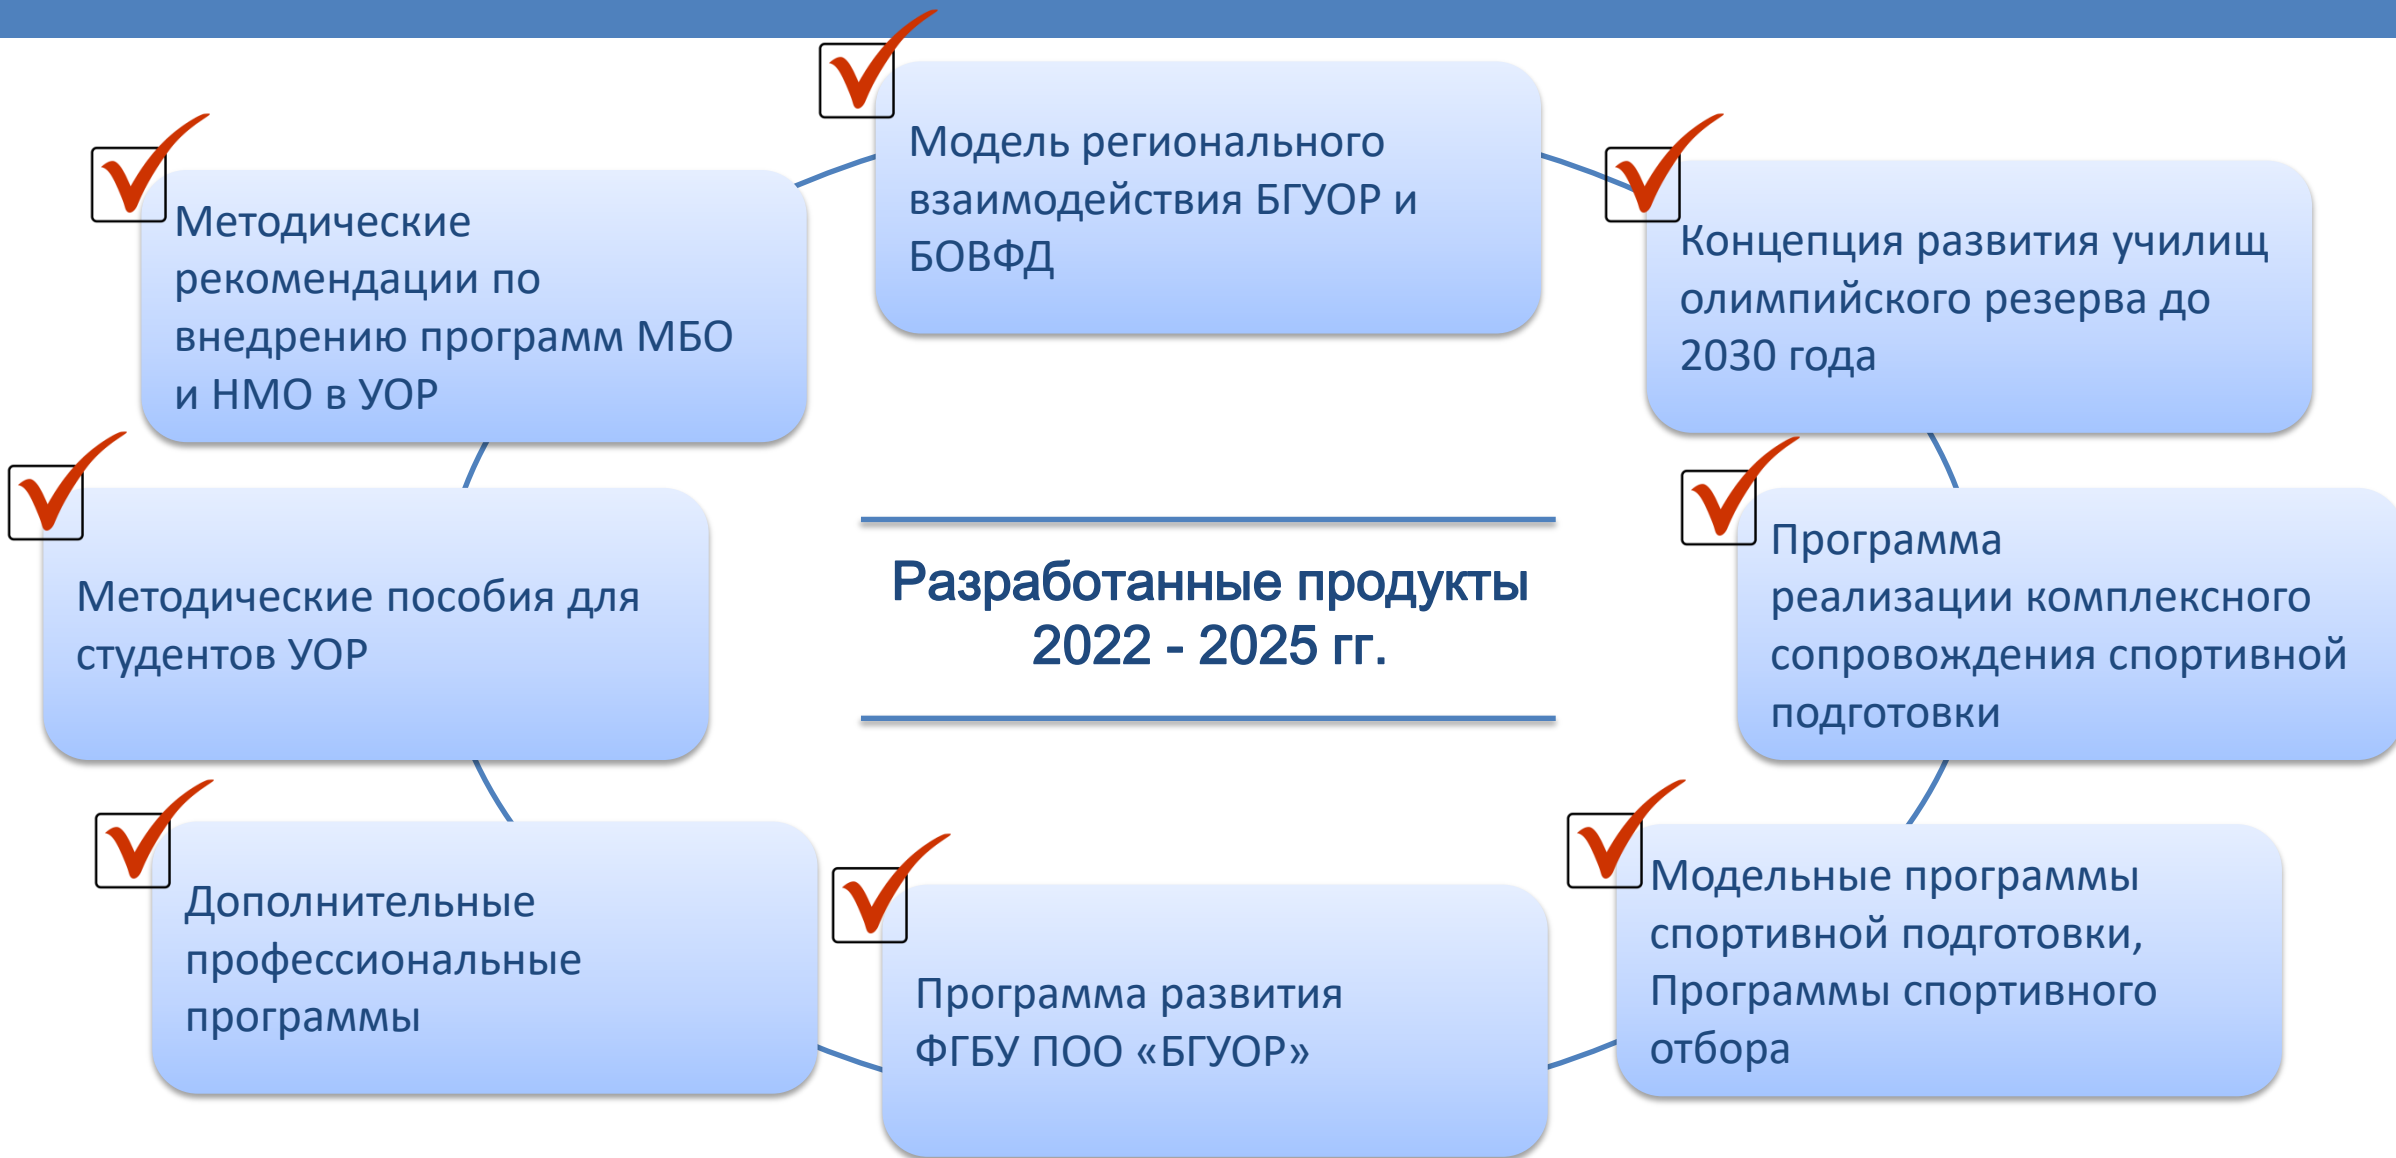 Модель регионального
взаимодействия БГУОР и
БОВФД
Методические
рекомендации по
внедрению программ МБО
и НМО в УОР
Концепция развития училищ
олимпийского резерва до
2030 года
Методические пособия для
студентов УОР
Разработанные продукты
2022 - 2025 гг.
Программа
реализации комплексного
сопровождения спортивной
подготовки
Дополнительные
профессиональные
программы
Программа развития
ФГБУ ПОО «БГУОР»
Модельные программы
спортивной подготовки,
Программы спортивного
отбора